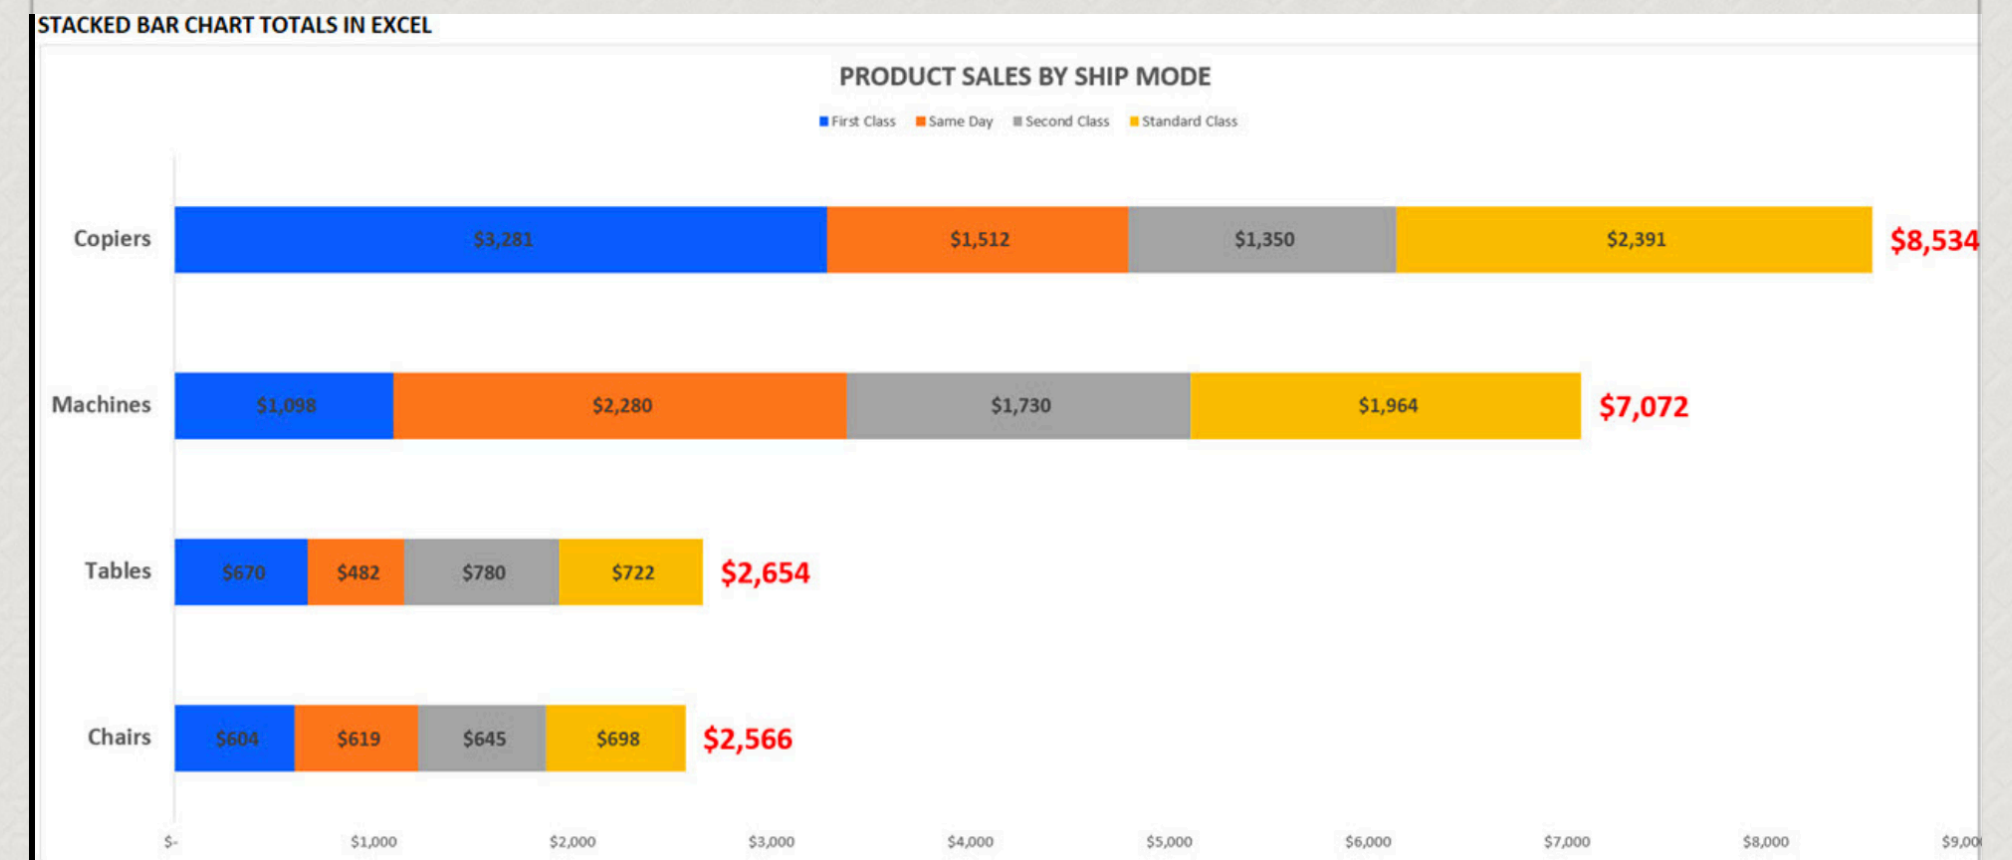 STACKED BAR CHART TOTALS IN EXCEL
PRODUCT SALES BY SHIP MODE
First Class Same Day Second Class Standard Class
Copiers $3,281 $1,512 $1,350 $2,391 $8,534
Machines $1,098 $2,280 $1,730 $1,964 $7,072
Tables $670 $482 $780 $722 $2,654
Chairs $604 $619 $645 $698 $2,566
$- $1,000 $2,000 $3,000 $4,000 $5,000 $6,000 $7,000 $8,000